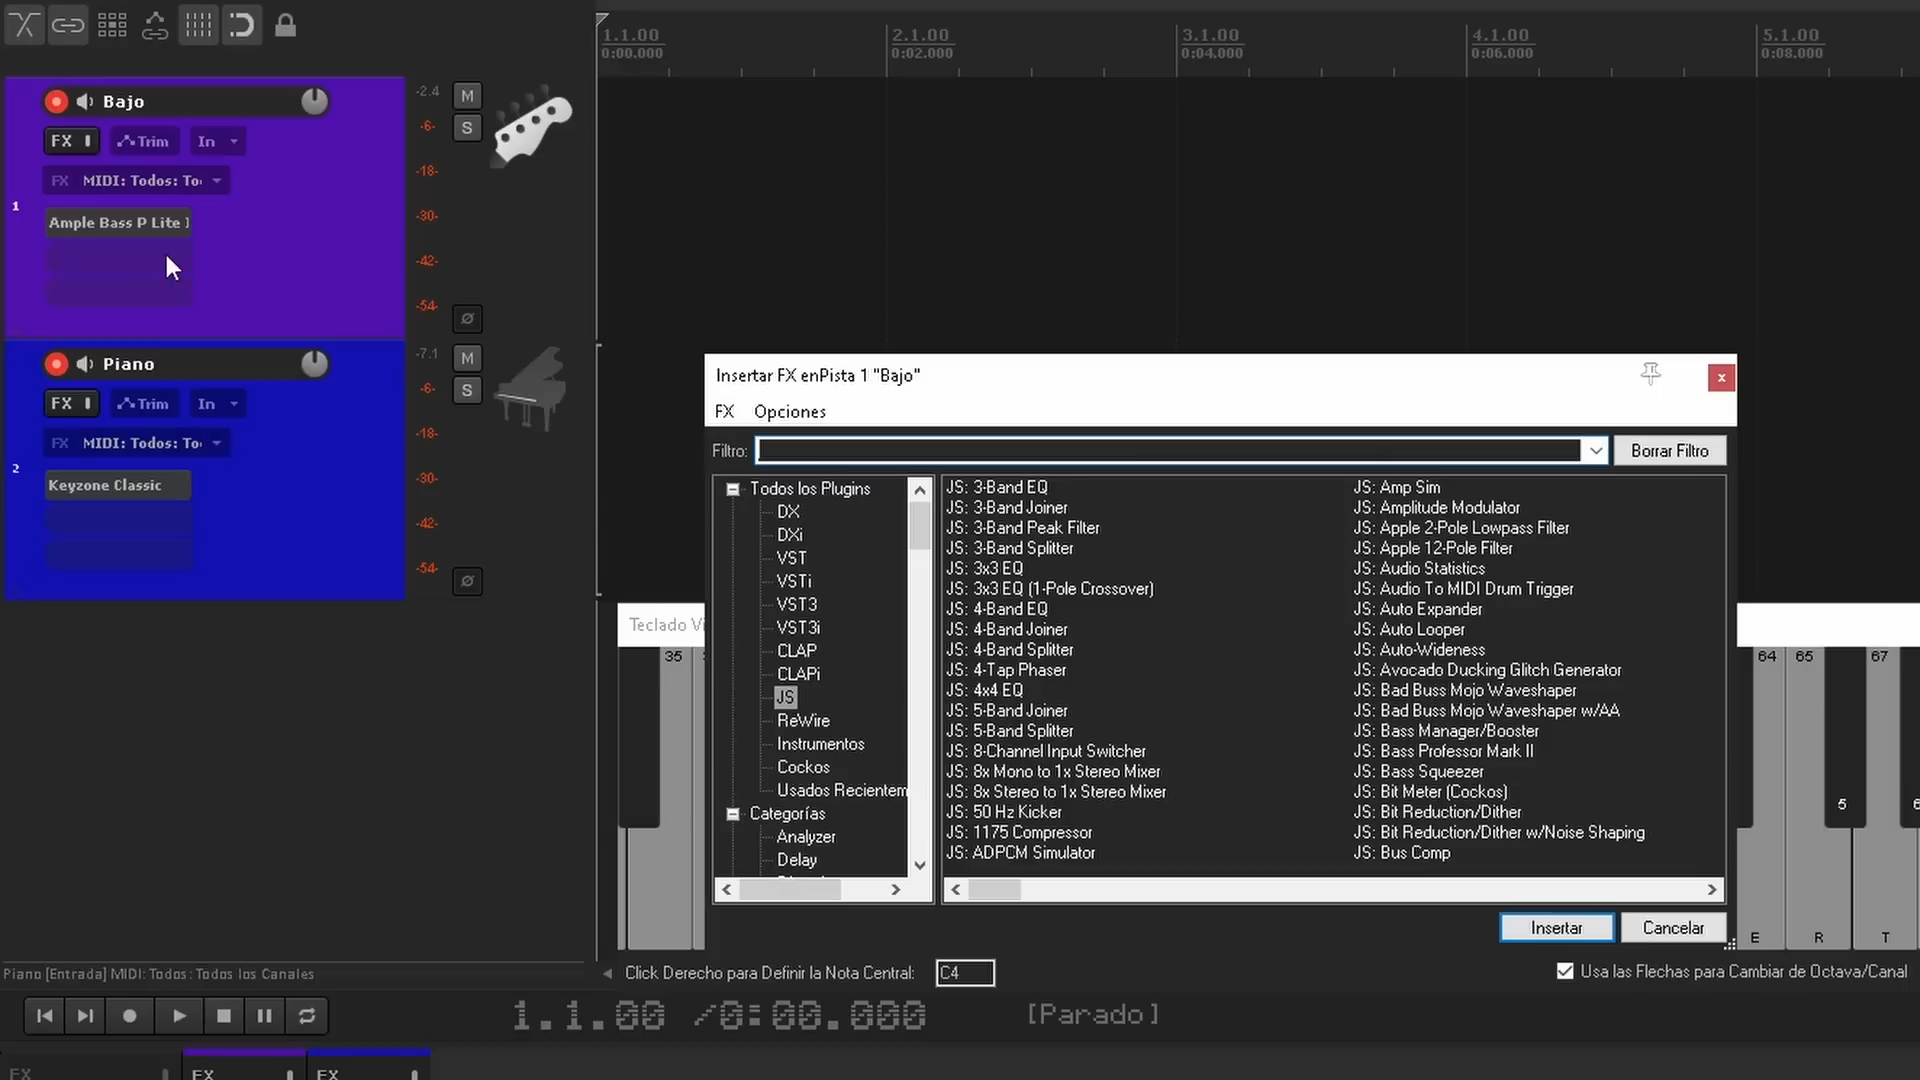 1.1.00
0:00.000
2.1.00
0:02.000
3.1.00
0:04.000
4.1.00
0:06.000
5.1.00
0:08.000
Bajo
-2.4
M
FX
Trim
In
-6-
S
FX MIDI: Todos: To
-18-
1
Ample Bass P Lite
-30-
-42-
-54-
Ø
Piano
-7.1
M
FX
Trim
In
-6-
S
FX MIDI: Todos: To
-18-
2
Keyzone Classic
-30-
-42-
-54-
Ø
Insertar FX enPista 1 "Bajo"
x
FX Opciones
Filtro:
Borrar Filtro
Todos los Plugins
DX
DXi
VST
VSTi
VST3
VST3i
CLAP
CLAPi
JS
ReWire
Instrumentos
Cockos
Usados Recientem
Categorías
Analyzer
Delay
JS: 3-Band EQ
JS: 3-Band Joiner
JS: 3-Band Peak Filter
JS: 3-Band Splitter
JS: 3x3 EQ
JS: 3x3 EQ (1-Pole Crossover)
JS: 4-Band EQ
JS: 4-Band Joiner
JS: 4-Band Splitter
JS: 4-Tap Phaser
JS: 4x4 EQ
JS: 5-Band Joiner
JS: 5-Band Splitter
JS: 8-Channel Input Switcher
JS: 8x Mono to 1x Stereo Mixer
JS: 8x Stereo to 1x Stereo Mixer
JS: 50 Hz Kicker
JS: 1175 Compressor
JS: ADPCM Simulator
JS: Amp Sim
JS: Amplitude Modulator
JS: Apple 2-Pole Lowpass Filter
JS: Apple 12-Pole Filter
JS: Audio Statistics
JS: Audio To MIDI Drum Trigger
JS: Auto Expander
JS: Auto Looper
JS: Auto-Wideness
JS: Avocado Ducking Glitch Generator
JS: Bad Buss Mojo Waveshaper
JS: Bad Buss Mojo Waveshaper w/AA
JS: Bass Manager/Booster
JS: Bass Professor Mark II
JS: Bass Squeezer
JS: Bit Meter (Cockos)
JS: Bit Reduction/Dither
JS: Bit Reduction/Dither w/Noise Shaping
JS: Bus Comp
Insertar
Cancelar
Teclado Vi
35
64
65
67
5
6
E
R
T
Click Derecho para Definir la Nota Central:
C4
Usa las Flechas para Cambiar de Octava/Canal
Piano [Entrada] MIDI: Todos: Todos los Canales
1.1.00 / 0:00.000
[Parado]
FX
FX
FX